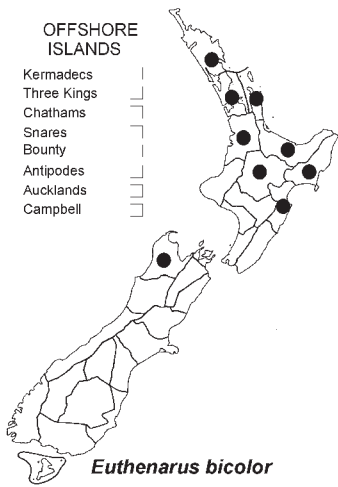 OFFSHORE
ISLANDS
Kermadecs
Three Kings
Chathams
Snares
Bounty
Antipodes
Aucklands
Campbell
Euthenarus bicolor